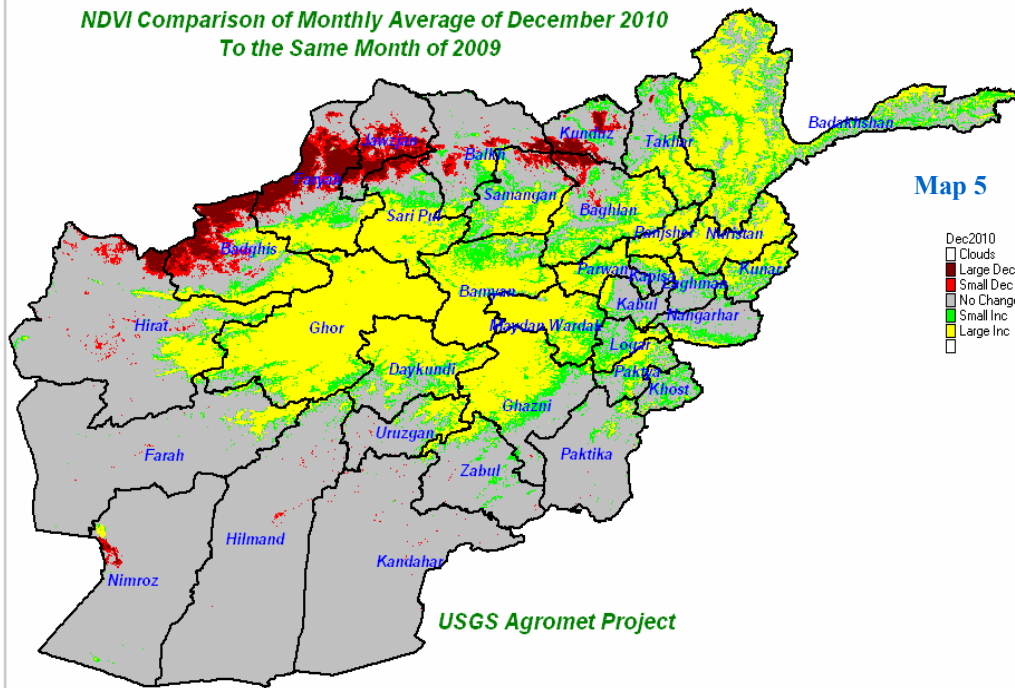 NDVI Comparison of Monthly Average of December 2010
To the Same Month of 2009
Badakhshan
Jawzjan
Kunduz
Takhar
Balkh
Faryab
Map 5
Samangan
Baghlan
Sari Pul
Panjsher
Nuristan
Dec2010
Clouds
Large Dec
Small Dec
No Change
Small Inc
Large Inc
Badghis
Parwan
Kapisa
Laghman
Kunar
Bamyan
Kabul
Nangarhar
Hirat
Ghor
Maydan Wardak
Logar
Daykundi
Paktya
Khost
Ghazni
Uruzgan
Farah
Zabul
Paktika
Hilmand
Kandahar
Nimroz
USGS Agromet Project